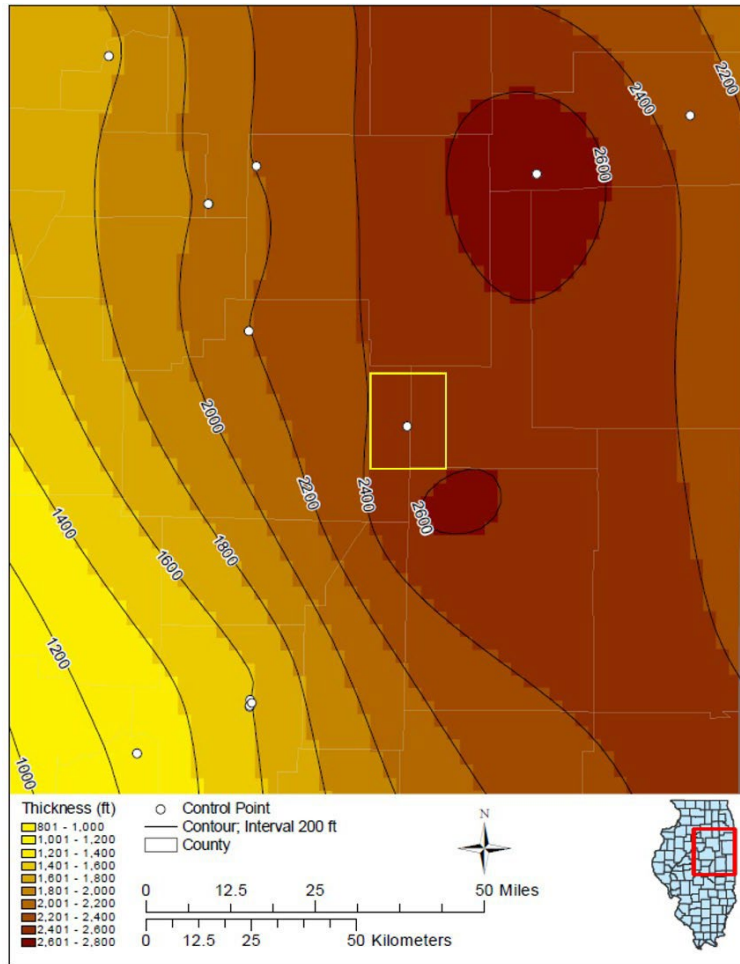 2200
2400
2600
2000
2200
2400
2600
1400
1600
1800
1200
1000
Thickness (ft)
801 - 1,000
1,001 - 1,200
1,201 - 1,400
1,401 - 1,600
1,601 - 1,800
1,801 - 2,000
2,001 - 2,200
2,201 - 2,400
2,401 - 2,600
2,601 - 2,800
Control Point
Contour; Interval 200 ft
County
N
0 12.5 25 50 Miles
0 12.5 25 50 Kilometers